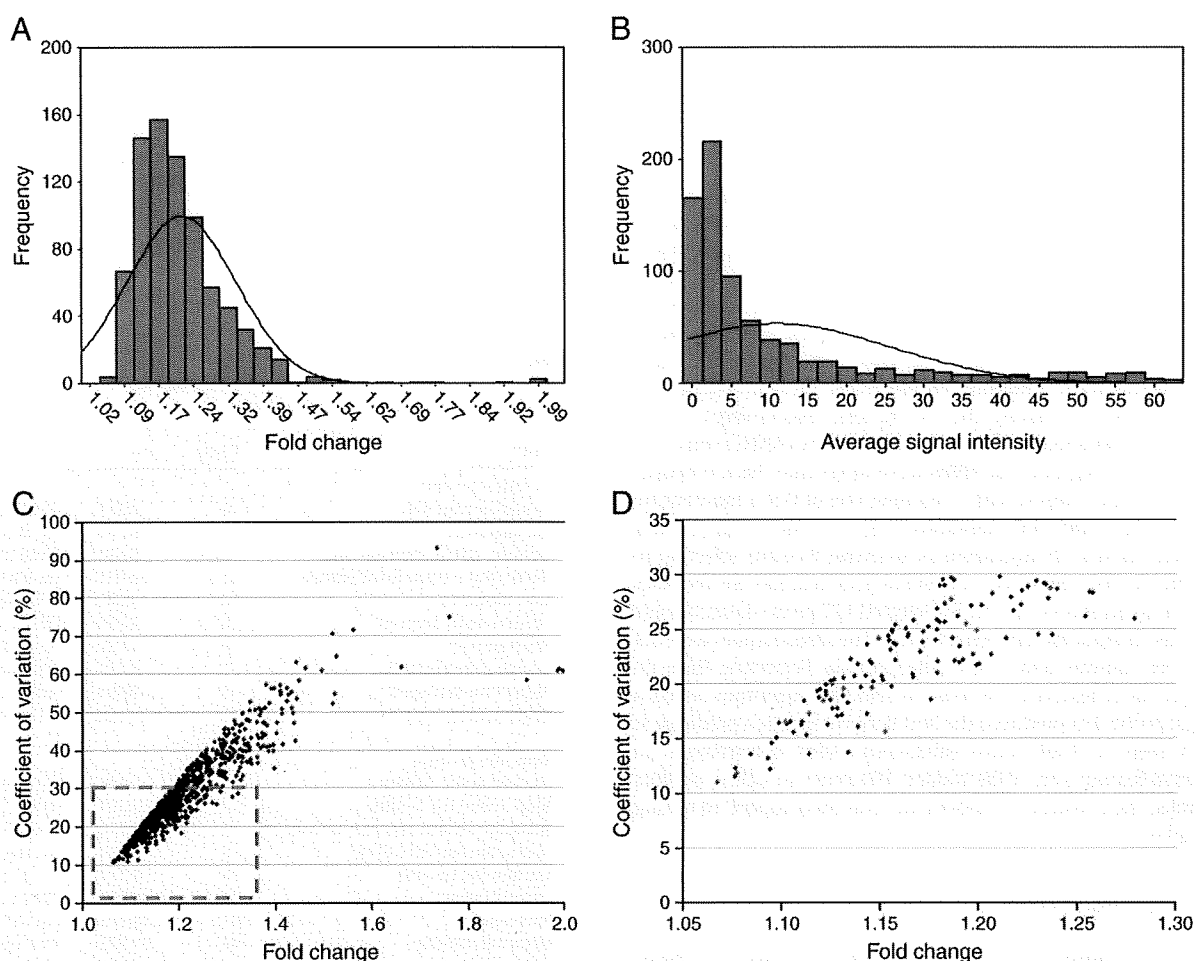 A
200
160
120
80
40
0
Frequency
1.02 1.09 1.17 1.24 1.32 1.39 1.47 1.54 1.62 1.69 1.77 1.84 1.92 1.99
Fold change
B
300
200
100
50
0
Frequency
0 5 10 15 20 25 30 35 40 45 50 55 60
Average signal intensity
C
100
90
80
70
60
50
40
30
20
10
0
Coefficient of variation (%)
1.0 1.2 1.4 1.6 1.8 2.0
Fold change
D
35
30
25
20
15
10
5
0
Coefficient of variation (%)
1.05 1.10 1.15 1.20 1.25 1.30
Fold change